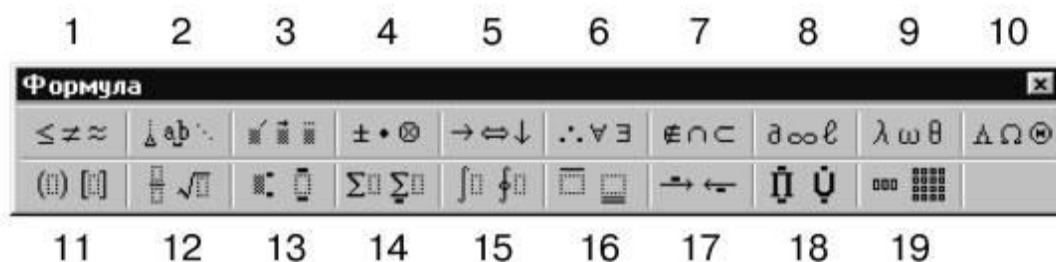 1 2 3 4 5 6 7 8 9 10
Формула
≤ ≠ ≈ a͟b ⋱ ± • ⊗ → ⇔ ↓ ∴ ∀ ∃ ∉ ∩ ⊂ ∂ ∞ ℓ λ ω θ Λ Ω Θ
(▯) [▯] √▯ Σ▯ Σ▯ ∫▯ ∮▯ → ← Π Ụ
11 12 13 14 15 16 17 18 19